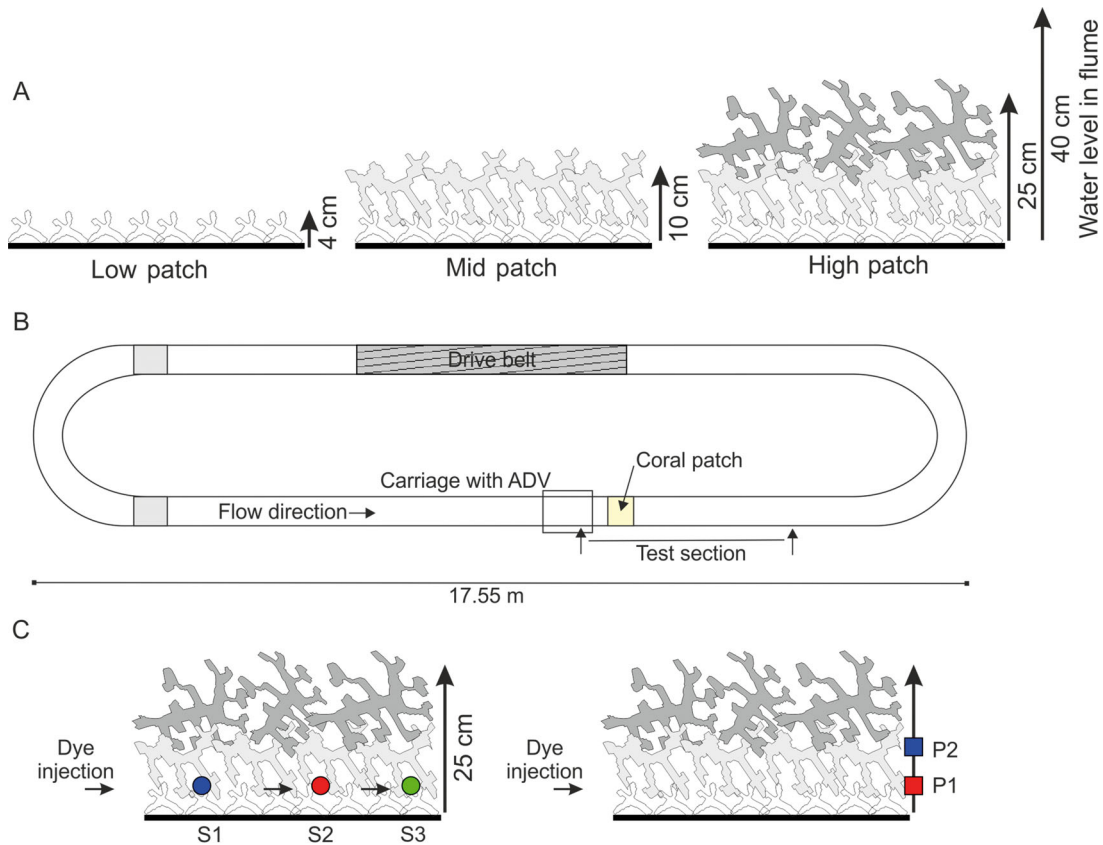 A
4 cm
Low patch
10 cm
Mid patch
25 cm
High patch
40 cm
Water level in flume
B
Drive belt
Coral patch
Carriage with ADV
Flow direction
Test section
17.55 m
C
Dye
injection
S1
S2
S3
25 cm
Dye
injection
P2
P1